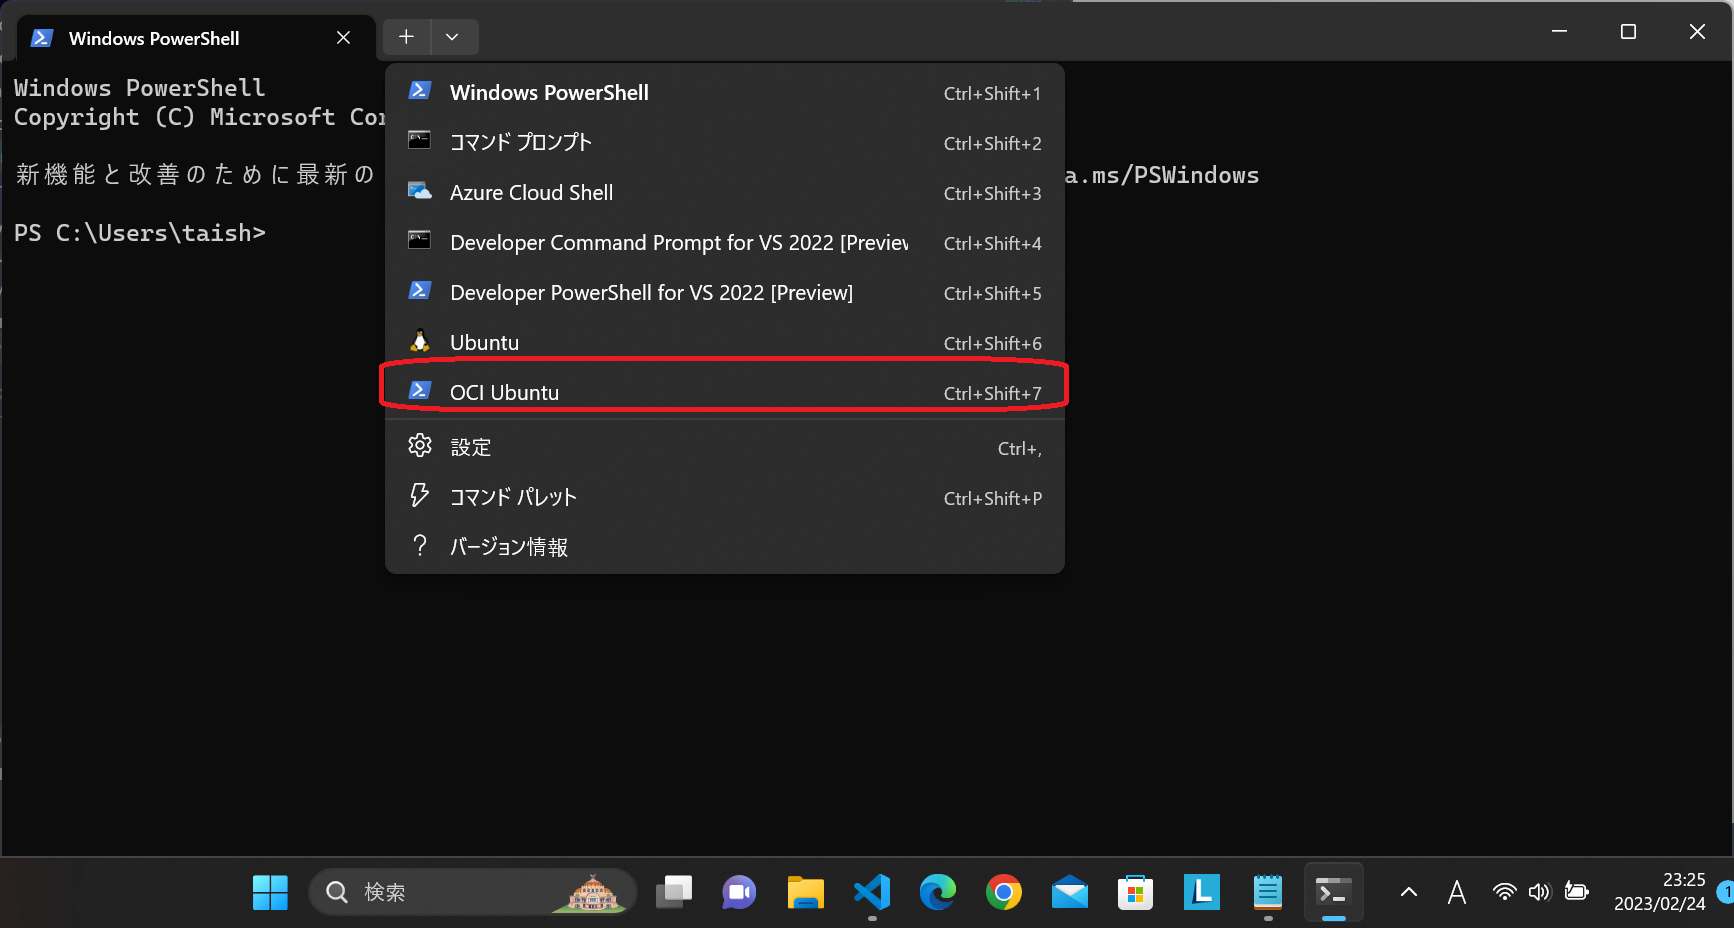 Windows PowerShell
Windows PowerShell
Copyright (C) Microsoft Cor
新機能と改善のために最新の a.ms/PSWindows
PS C:\Users\taish>
Windows PowerShell Ctrl+Shift+1
コマンド プロンプト Ctrl+Shift+2
Azure Cloud Shell Ctrl+Shift+3
Developer Command Prompt for VS 2022 [Preview Ctrl+Shift+4
Developer PowerShell for VS 2022 [Preview] Ctrl+Shift+5
Ubuntu Ctrl+Shift+6
OCI Ubuntu Ctrl+Shift+7
設定 Ctrl+,
コマンド パレット Ctrl+Shift+P
バージョン情報
検索
L
A
23:25
2023/02/24
1